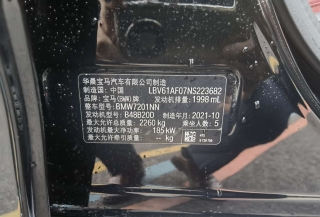 华晨宝马汽车有限公司制造
制造国：中国 LBV61AF07NS223682
品牌：宝马(BMW)牌 发动机排量：1998 mL
整车型号：BMW7201NN
发动机型号：B48B20D 制造年月：2021-10
最大允许总质量：2260 kg 乘坐人数：5
发动机最大净功率：185 kW
最大允许牵引质量：-- kg